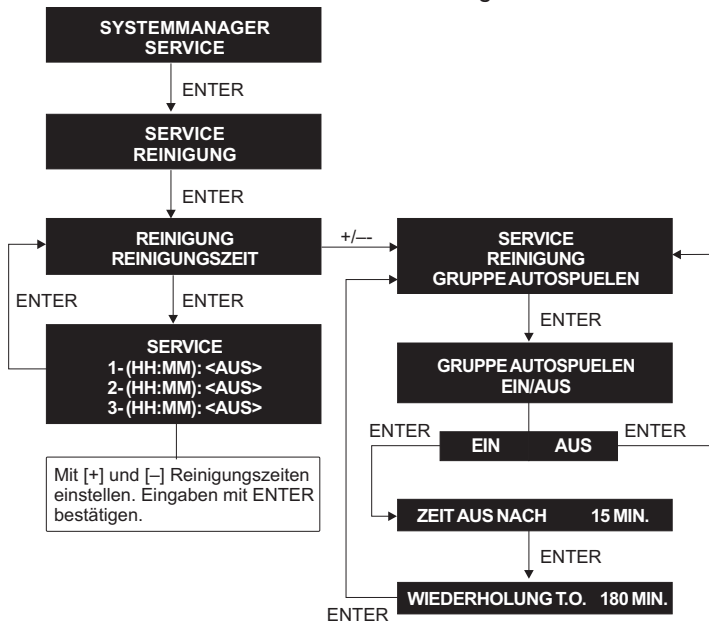 SYSTEMMANAGER
SERVICE
ENTER
SERVICE
REINIGUNG
ENTER
REINIGUNG
REINIGUNGSZEIT
+/–-
SERVICE
REINIGUNG
GRUPPE AUTOSPUELEN
ENTER
ENTER
ENTER
SERVICE
1- (HH:MM): <AUS>
2- (HH:MM): <AUS>
3- (HH:MM): <AUS>
GRUPPE AUTOSPUELEN
EIN/AUS
ENTER
EIN AUS
ENTER
Mit [+] und [–] Reinigungszeiten
einstellen. Eingaben mit ENTER
bestätigen.
ZEIT AUS NACH 15 MIN.
ENTER
WIEDERHOLUNG T.O. 180 MIN.
ENTER